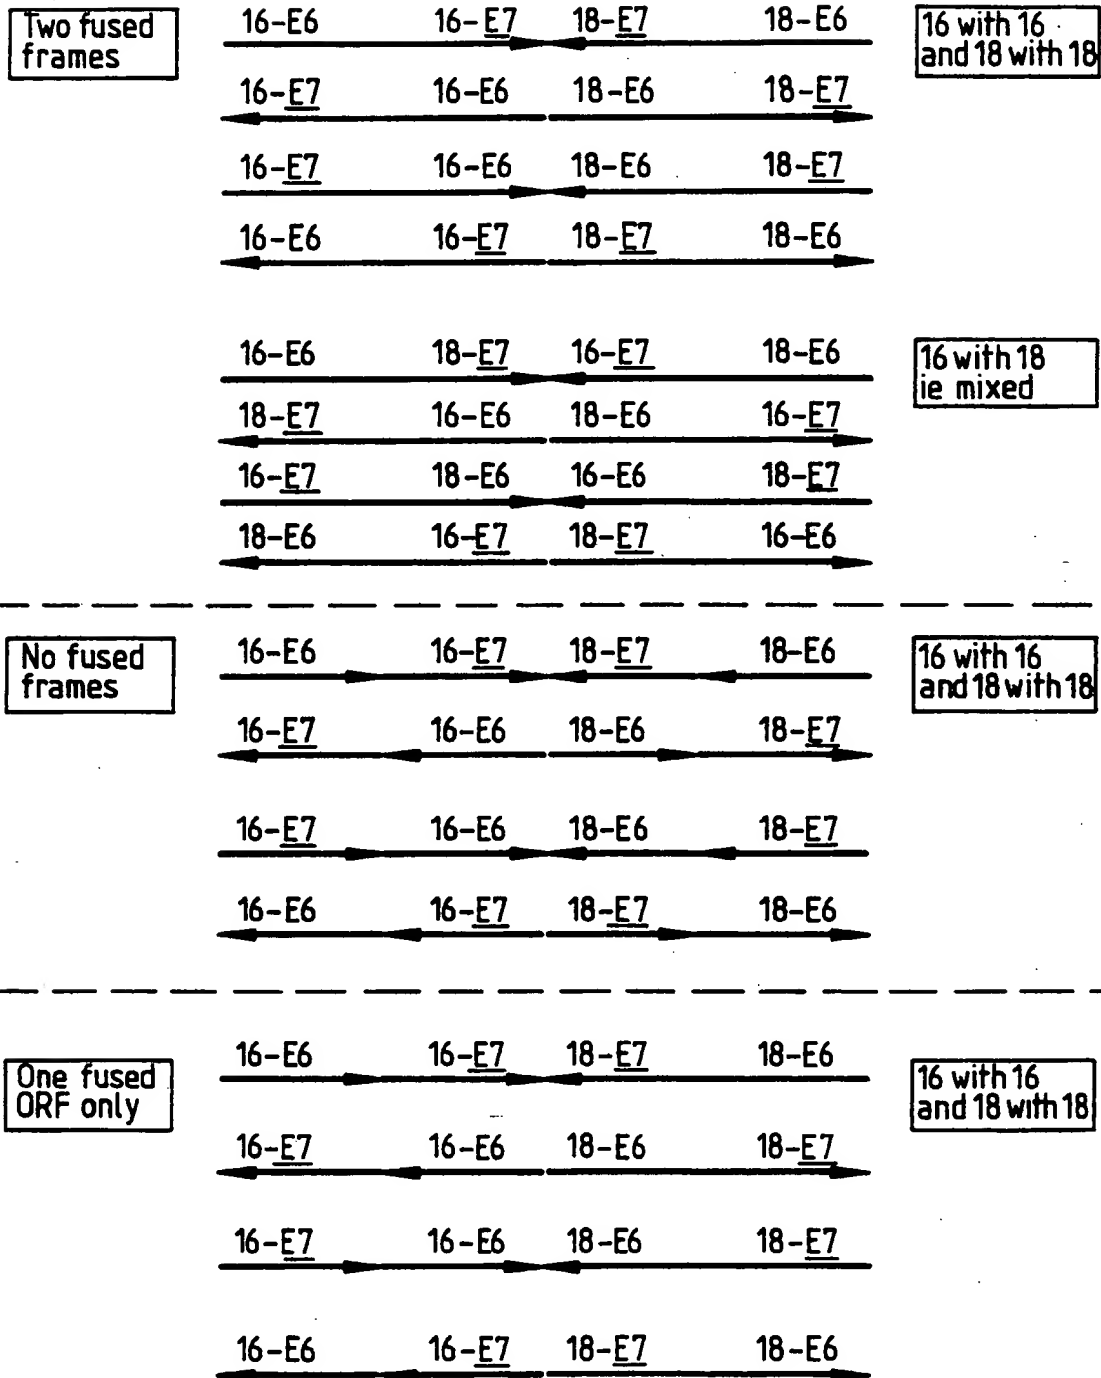 Two fused frames 16-E6 16-E7 18-E7 18-E6 16 with 16 and 18 with 18
16-E7 16-E6 18-E6 18-E7
16-E7 16-E6 18-E6 18-E7
16-E6 16-E7 18-E7 18-E6
16-E6 18-E7 16-E7 18-E6 16 with 18 ie mixed
18-E7 16-E6 18-E6 16-E7
16-E7 18-E6 16-E6 18-E7
18-E6 16-E7 18-E7 16-E6
No fused frames 16-E6 16-E7 18-E7 18-E6 16 with 16 and 18 with 18
16-E7 16-E6 18-E6 18-E7
16-E7 16-E6 18-E6 18-E7
16-E6 16-E7 18-E7 18-E6
One fused ORF only 16-E6 16-E7 18-E7 18-E6 16 with 16 and 18 with 18
16-E7 16-E6 18-E6 18-E7
16-E7 16-E6 18-E6 18-E7
16-E6 16-E7 18-E7 18-E6